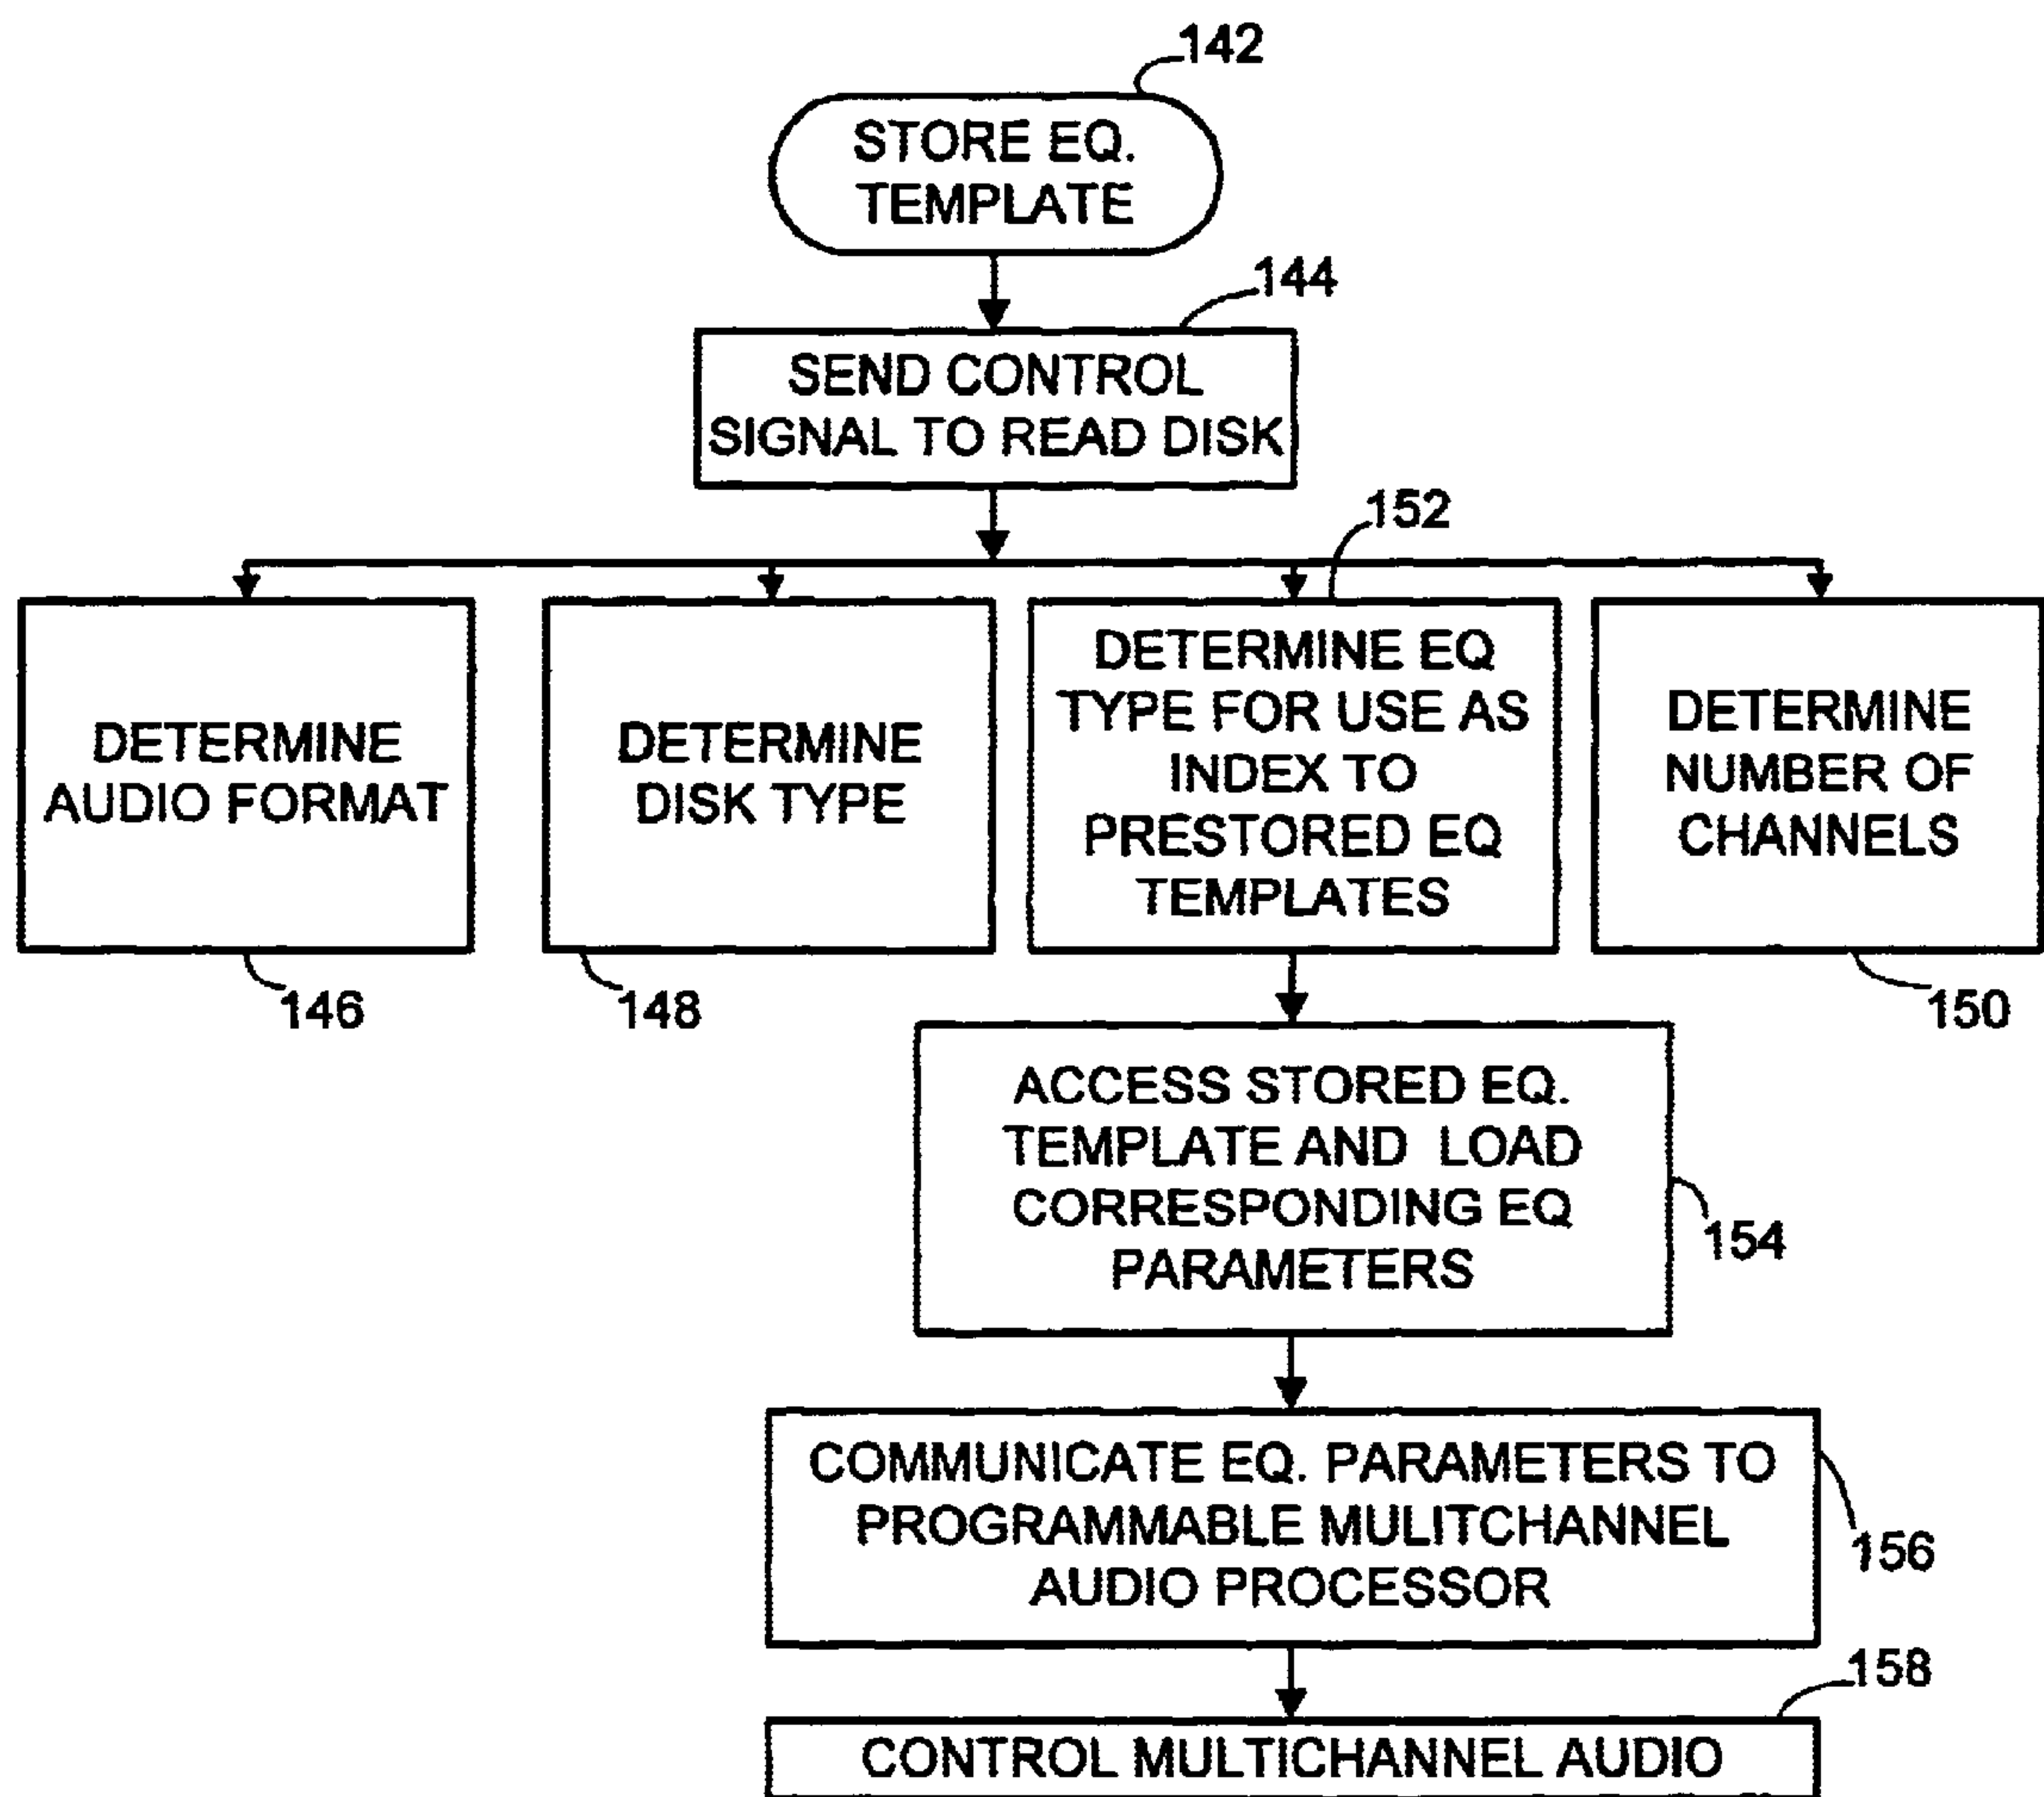 142
STORE EQ.
TEMPLATE
144
SEND CONTROL
SIGNAL TO READ DISK
152
DETERMINE
AUDIO FORMAT
146
DETERMINE
DISK TYPE
148
DETERMINE EQ
TYPE FOR USE AS
INDEX TO
PRESTORED EQ
TEMPLATES
DETERMINE
NUMBER OF
CHANNELS
150
ACCESS STORED EQ.
TEMPLATE AND LOAD
CORRESPONDING EQ
PARAMETERS
154
COMMUNICATE EQ. PARAMETERS TO
PROGRAMMABLE MULITCHANNEL
AUDIO PROCESSOR
156
158
CONTROL MULTICHANNEL AUDIO